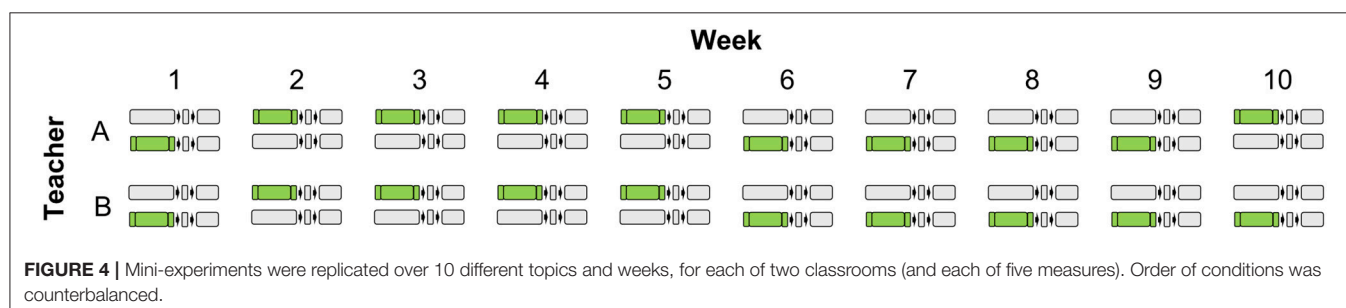 Week
1 2 3 4 5 6 7 8 9 10
Teacher
A
B
FIGURE 4 | Mini-experiments were replicated over 10 different topics and weeks, for each of two classrooms (and each of five measures). Order of conditions was
counterbalanced.